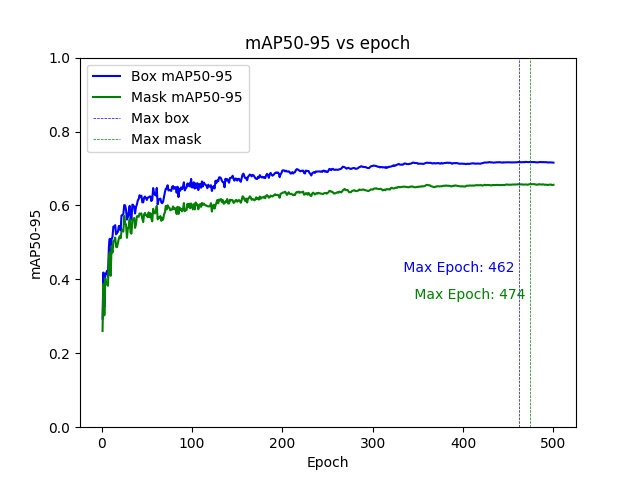 mAP50-95 vs epoch
Box mAP50-95
Mask mAP50-95
Max box
Max mask
Max Epoch: 462
Max Epoch: 474
mAP50-95
1.0
0.8
0.6
0.4
0.2
0.0
0 100 200 300 400 500
Epoch